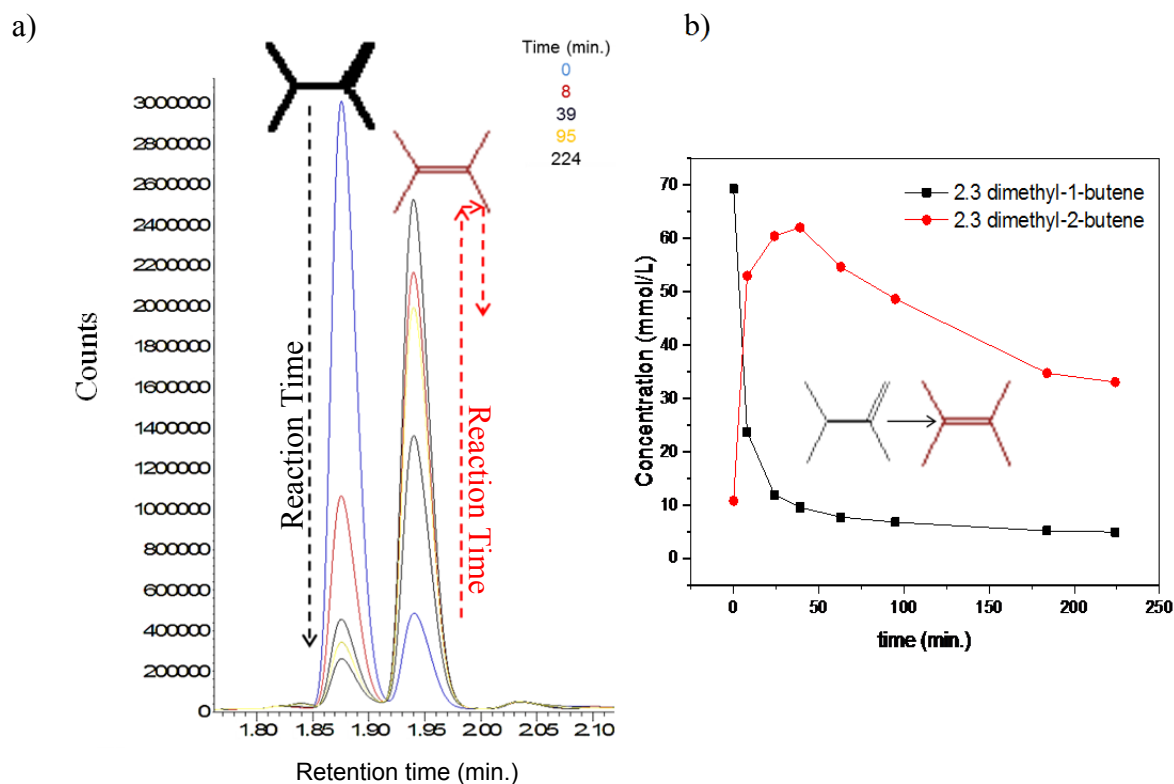 a)
Time (min.)
0
8
39
95
224
3000000
2800000
2600000
2400000
2200000
2000000
1800000
1600000
1400000
1200000
1000000
800000
600000
400000
200000
0
Counts
Reaction Time
Reaction Time
1.80 1.85 1.90 1.95 2.00 2.05 2.10
Retention time (min.)
b)
2.3 dimethyl-1-butene
2.3 dimethyl-2-butene
70
60
50
40
30
20
10
0
Concentration (mmol/L)
0 50 100 150 200 250
time (min.)